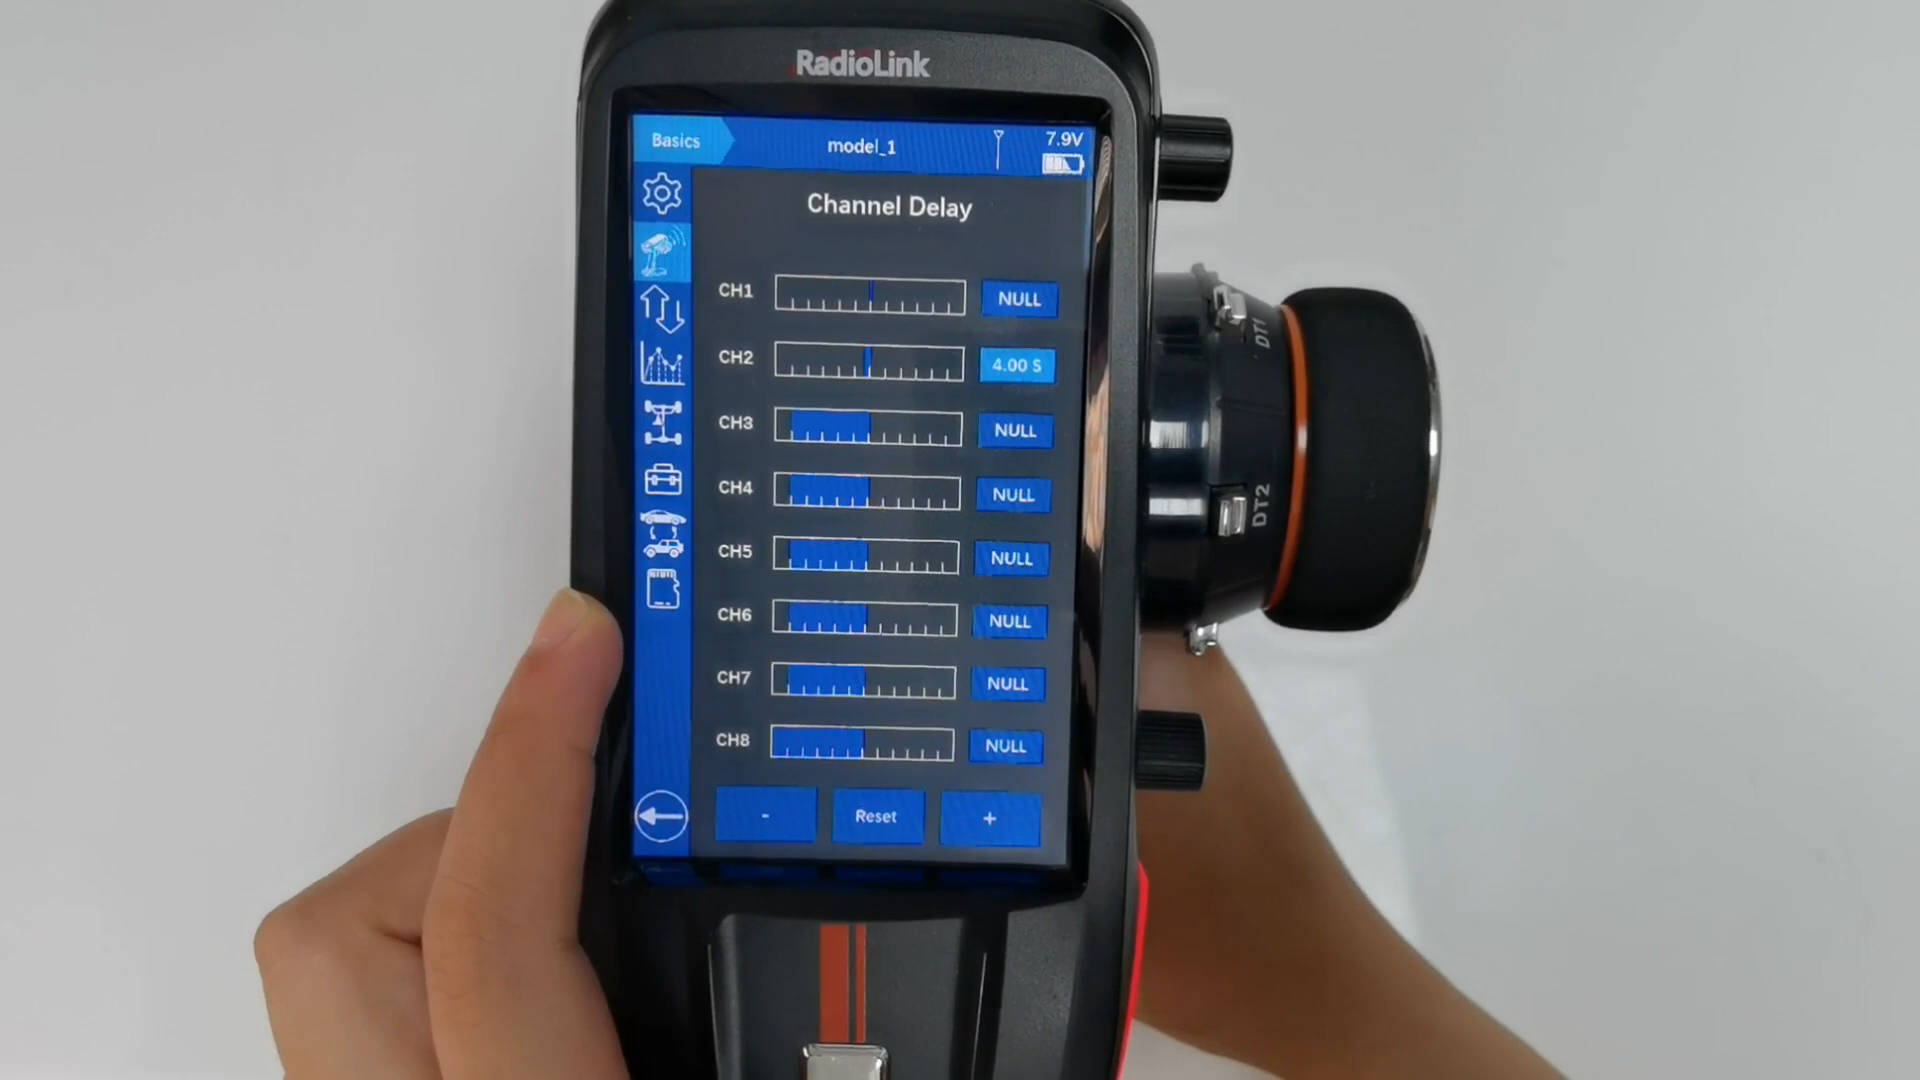 RadioLink
Basics
model_1
7.9V
Channel Delay
CH1 NULL
CH2 4.00 S
CH3 NULL
CH4 NULL
CH5 NULL
CH6 NULL
CH7 NULL
CH8 NULL
- Reset +
DT1
DT2